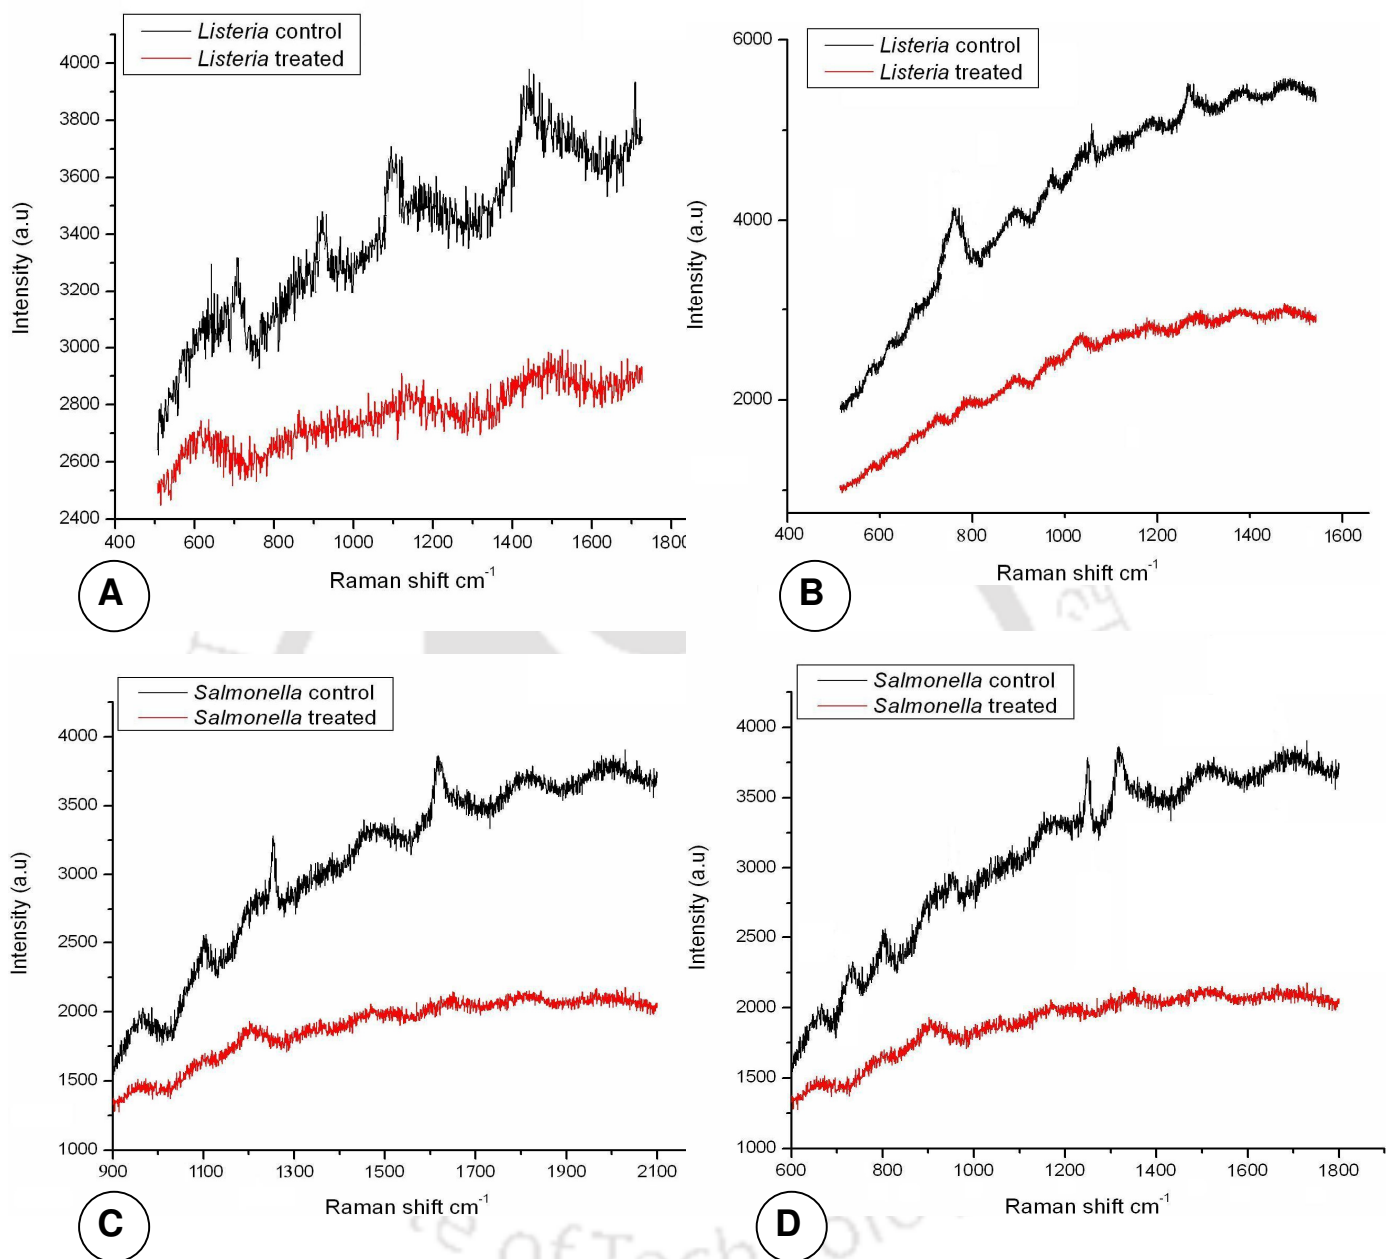 Listeria control
Listeria treated
4000
3800
3600
3400
3200
3000
2800
2600
2400
400 600 800 1000 1200 1400 1600 1800
Intensity (a.u)
Raman shift cm-1
A
Listeria control
Listeria treated
6000
4000
2000
400 600 800 1000 1200 1400 1600
Intensity (a.u)
Raman shift cm-1
B
Salmonella control
Salmonella treated
4000
3500
3000
2500
2000
1500
1000
900 1100 1300 1500 1700 1900 2100
Intensity (a.u)
Raman shift cm-1
C
Salmonella control
Salmonella treated
4000
3500
3000
2500
2000
1500
1000
600 800 1000 1200 1400 1600 1800
Intensity (a.u)
Raman shift cm-1
D
of